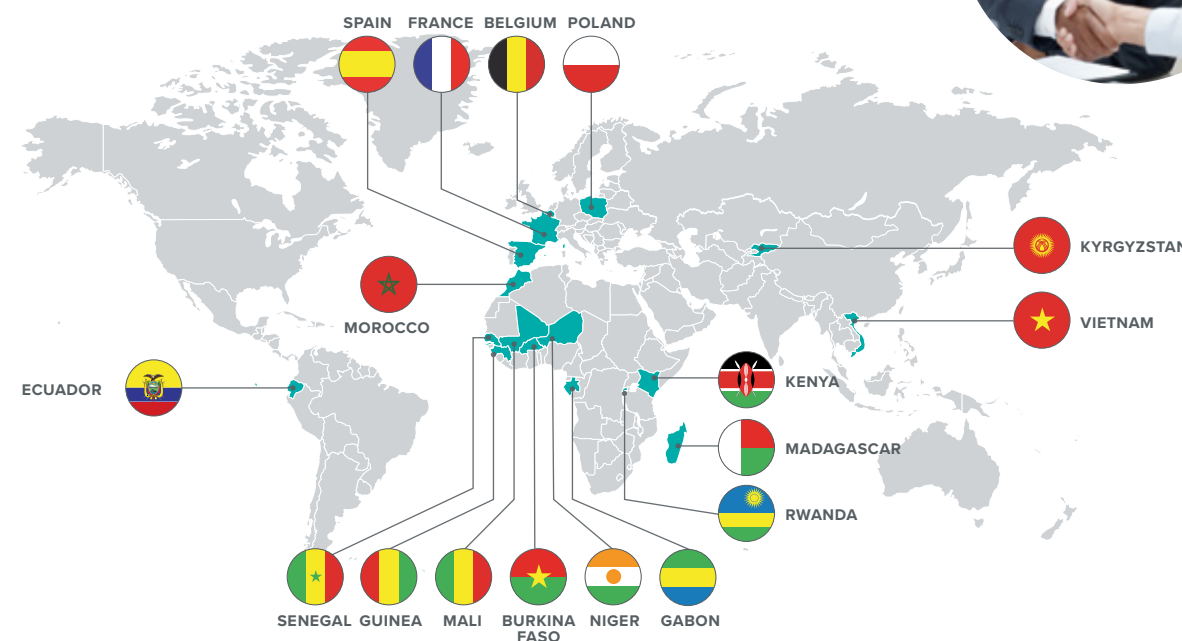 SPAIN
FRANCE
BELGIUM
POLAND
KYRGYZSTAN
MOROCCO
VIETNAM
ECUADOR
KENYA
MADAGASCAR
RWANDA
SENEGAL
GUINEA
MALI
BURKINA
FASO
NIGER
GABON